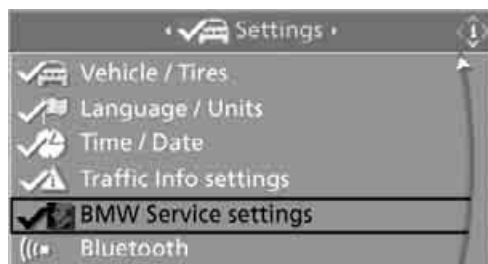 Settings
i
Vehicle / Tires
Language / Units
Time / Date
Traffic Info settings
BMW Service settings
Bluetooth